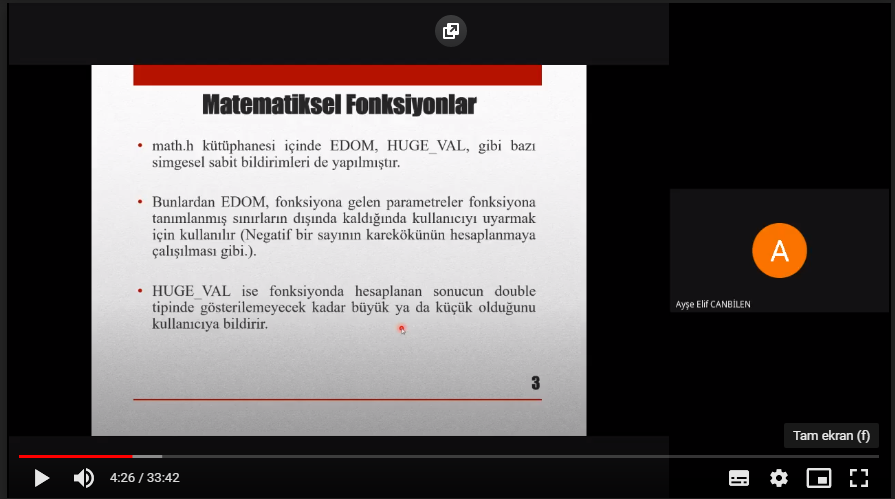 Matematiksel Fonksiyonlar
• math.h kütüphanesi içinde EDOM, HUGE_VAL, gibi bazı
simgesel sabit bildirimleri de yapılmıştır.
• Bunlardan EDOM, fonksiyona gelen parametreler fonksiyona
tanımlanmış sınırların dışında kaldığında kullanıcıyı uyarmak
için kullanılır (Negatif bir sayının karekökünün hesaplanmaya
çalışılması gibi.).
• HUGE_VAL ise fonksiyonda hesaplanan sonucun double
tipinde gösterilemeyecek kadar büyük ya da küçük olduğunu
kullanıcıya bildirir.
3
A
Ayşe Elif CANBİLEN
Tam ekran (f)
4:26 / 33:42